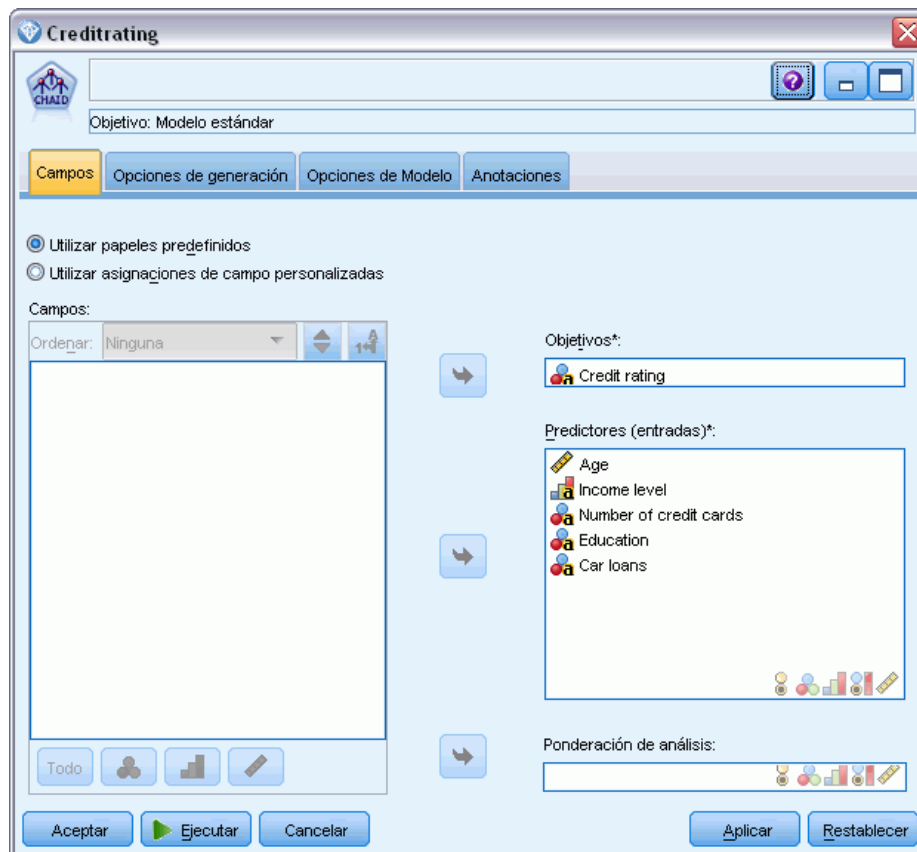 Creditrating
CHAID
Objetivo: Modelo estándar
Campos
Opciones de generación
Opciones de Modelo
Anotaciones
Utilizar papeles predefinidos
Utilizar asignaciones de campo personalizadas
Campos:
Ordenar: Ninguna
Objetivos*:
Credit rating
Predictores (entradas)*:
Age
Income level
Number of credit cards
Education
Car loans
Ponderación de análisis:
Todo
Aceptar
Ejecutar
Cancelar
Aplicar
Restablecer